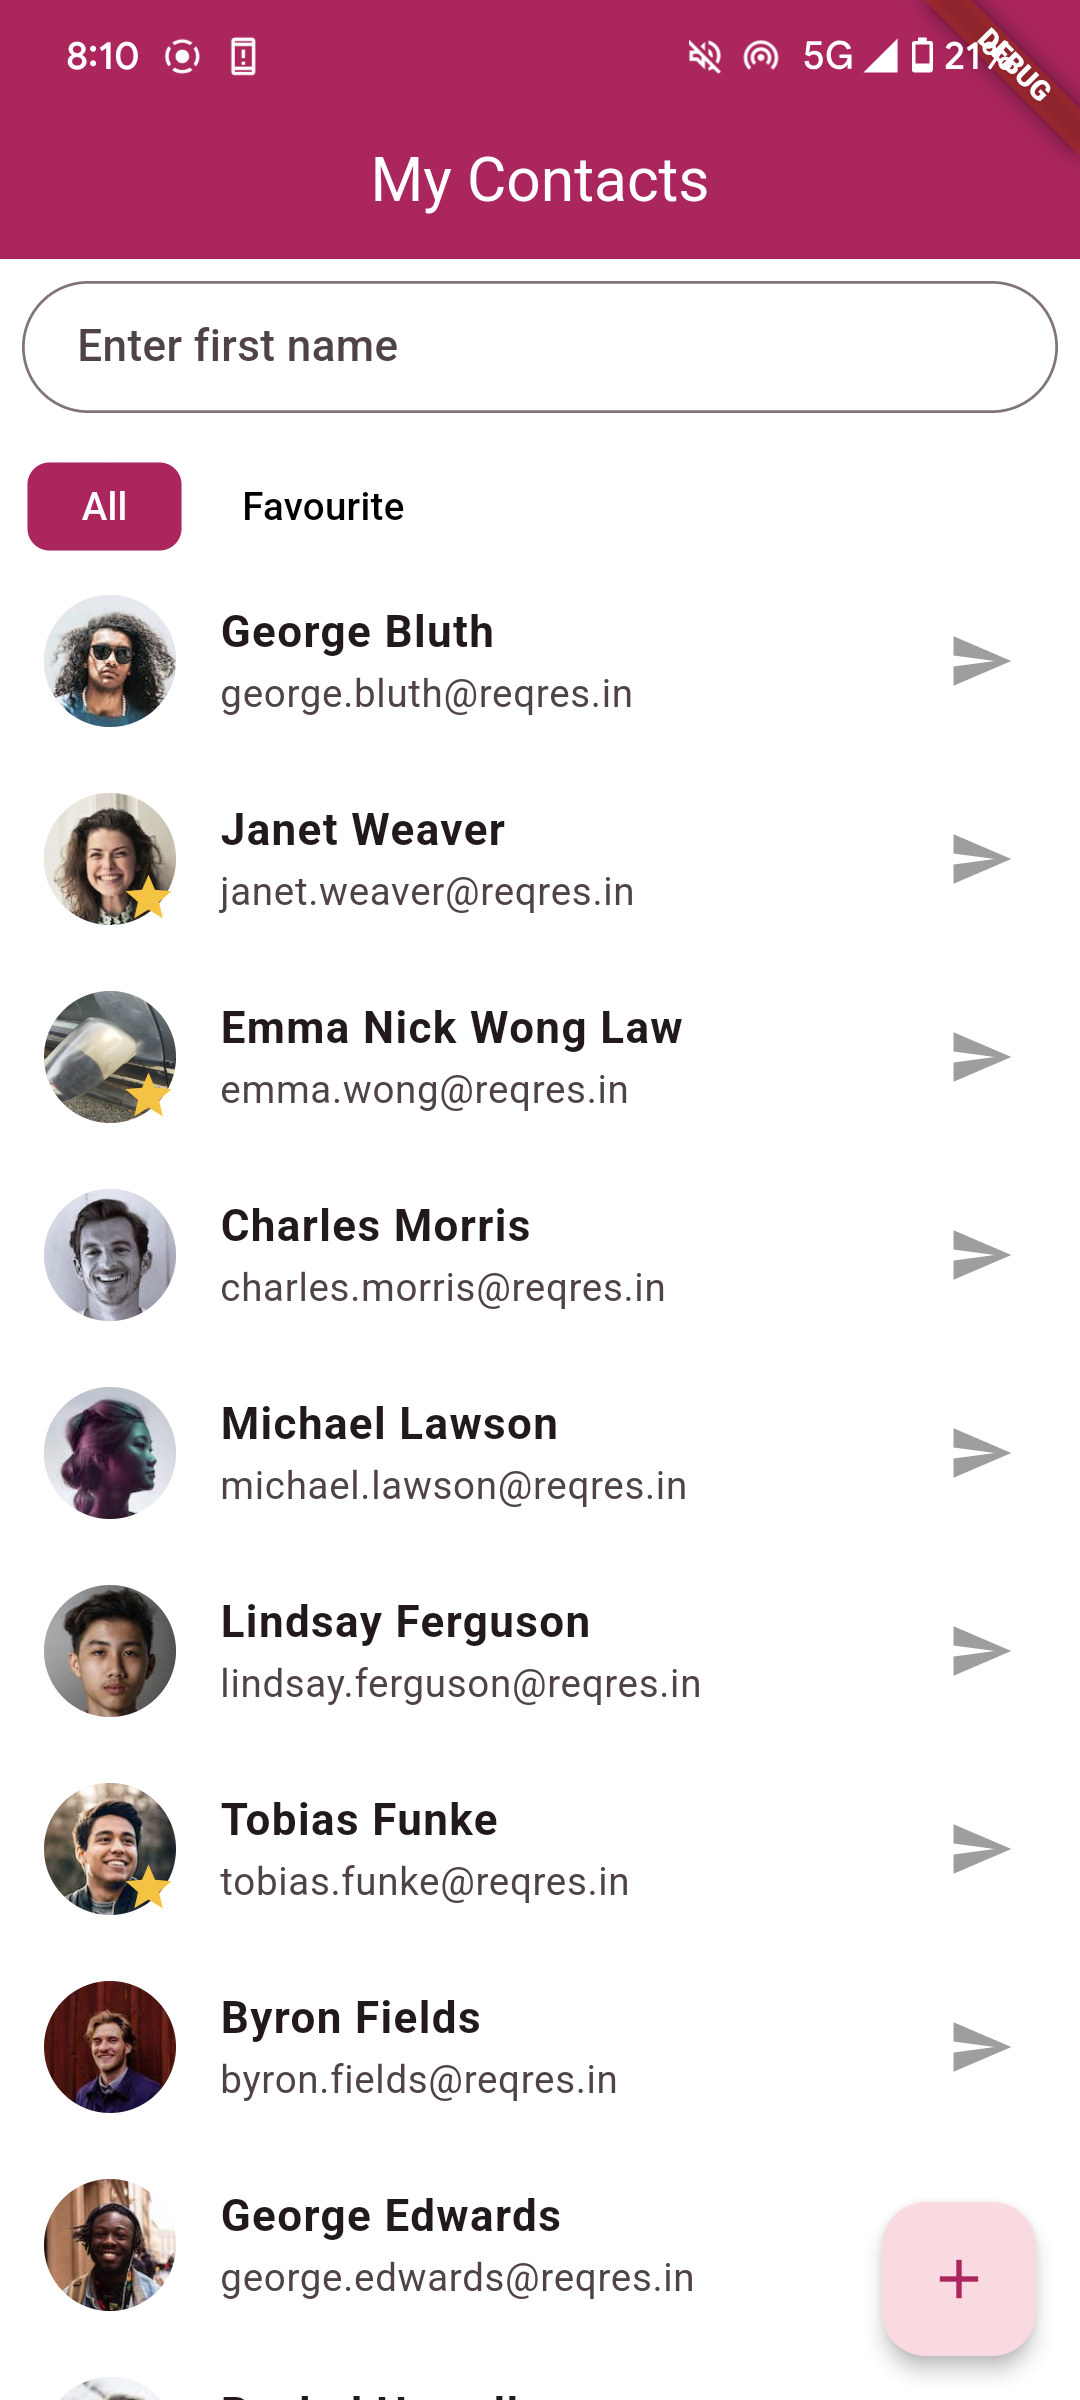 8:10
5G 21%
DEBUG
My Contacts
Enter first name
All Favourite
George Bluth
george.bluth@reqres.in
Janet Weaver
janet.weaver@reqres.in
Emma Nick Wong Law
emma.wong@reqres.in
Charles Morris
charles.morris@reqres.in
Michael Lawson
michael.lawson@reqres.in
Lindsay Ferguson
lindsay.ferguson@reqres.in
Tobias Funke
tobias.funke@reqres.in
Byron Fields
byron.fields@reqres.in
George Edwards
george.edwards@reqres.in